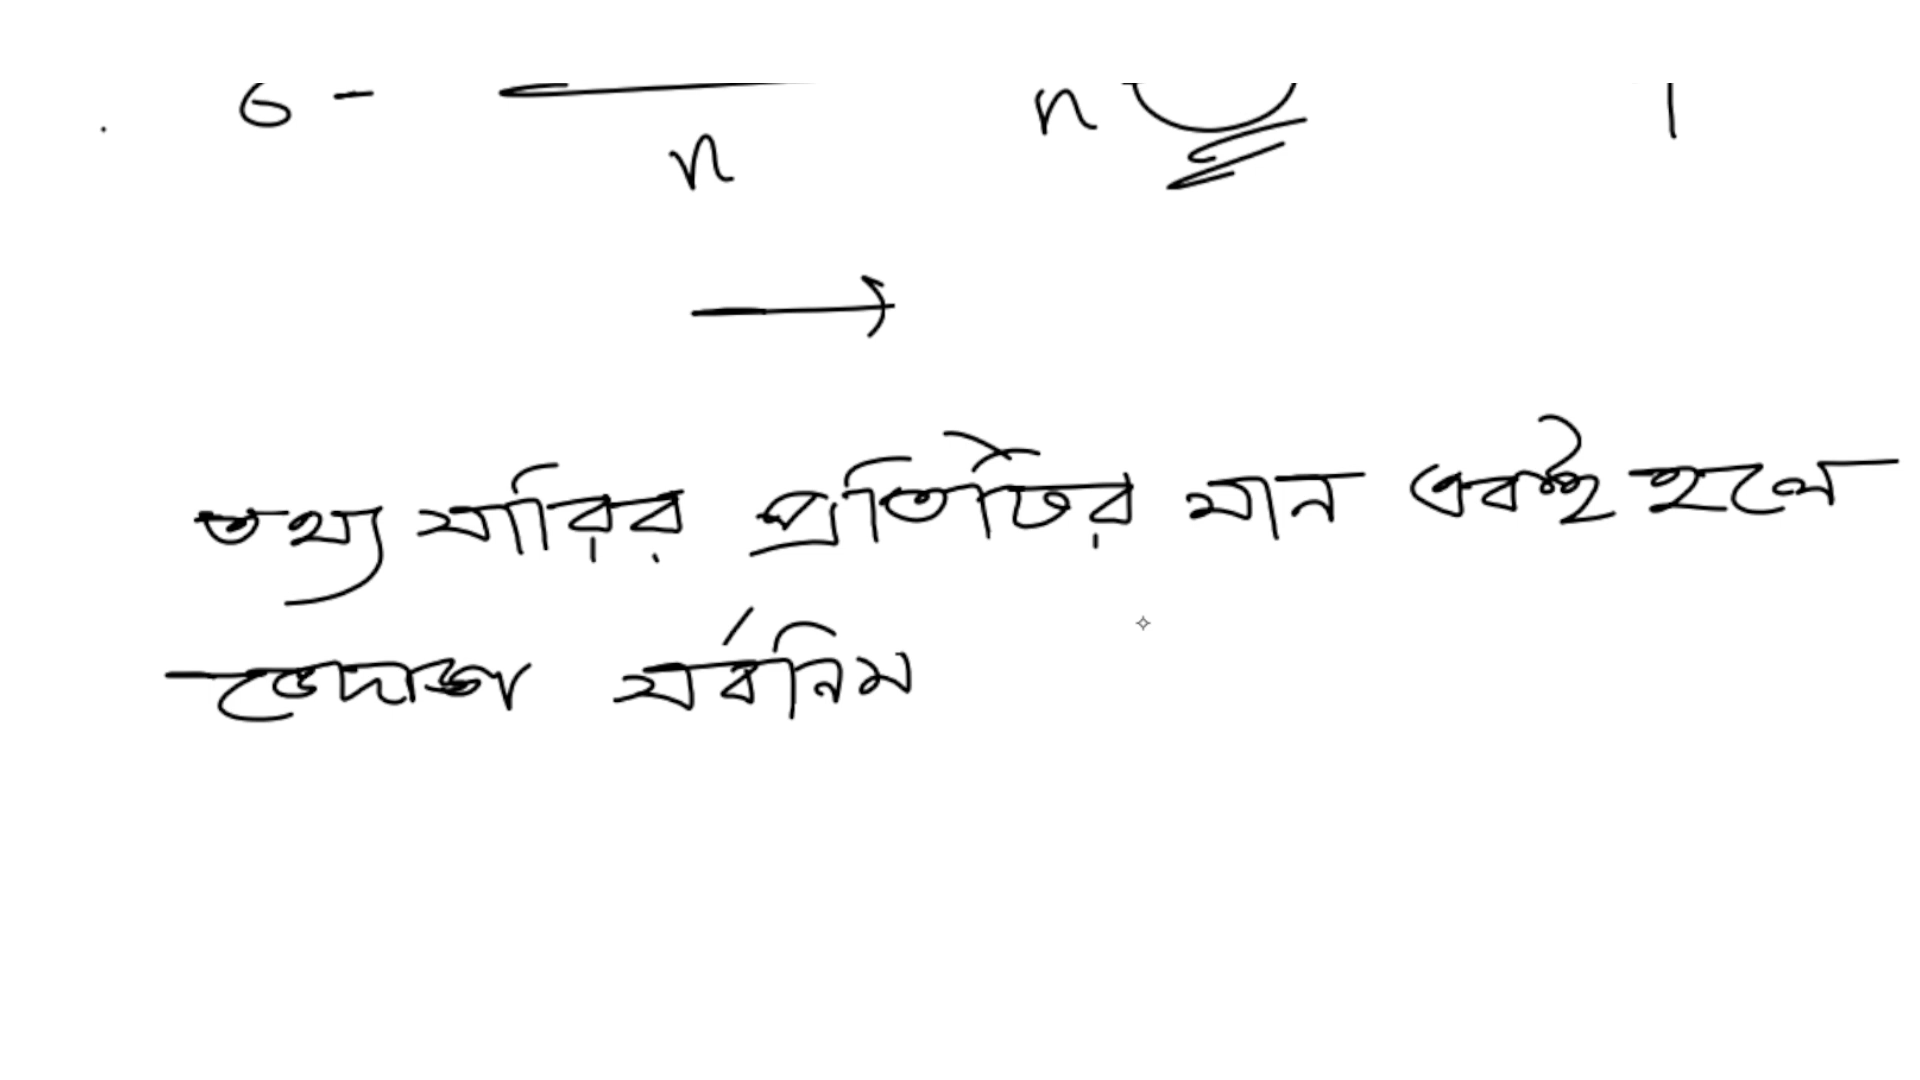 n
n
তথ্য সারির প্রতিটির মান একই হলে
ভেদাঙ্ক সর্বনিম